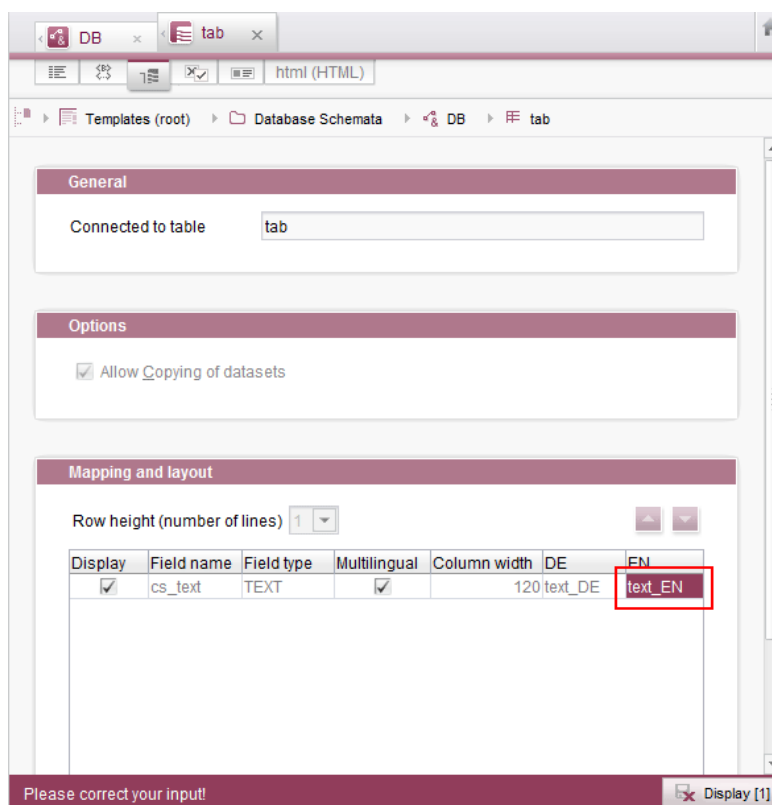 DB tab
html (HTML)
Templates (root) Database Schemata DB tab
General
Connected to table tab
Options
Allow Copying of datasets
Mapping and layout
Row height (number of lines) 1
Display Field name Field type Multilingual Column width DE EN
cs_text TEXT 120 text_DE text_EN
Please correct your input! Display [1]